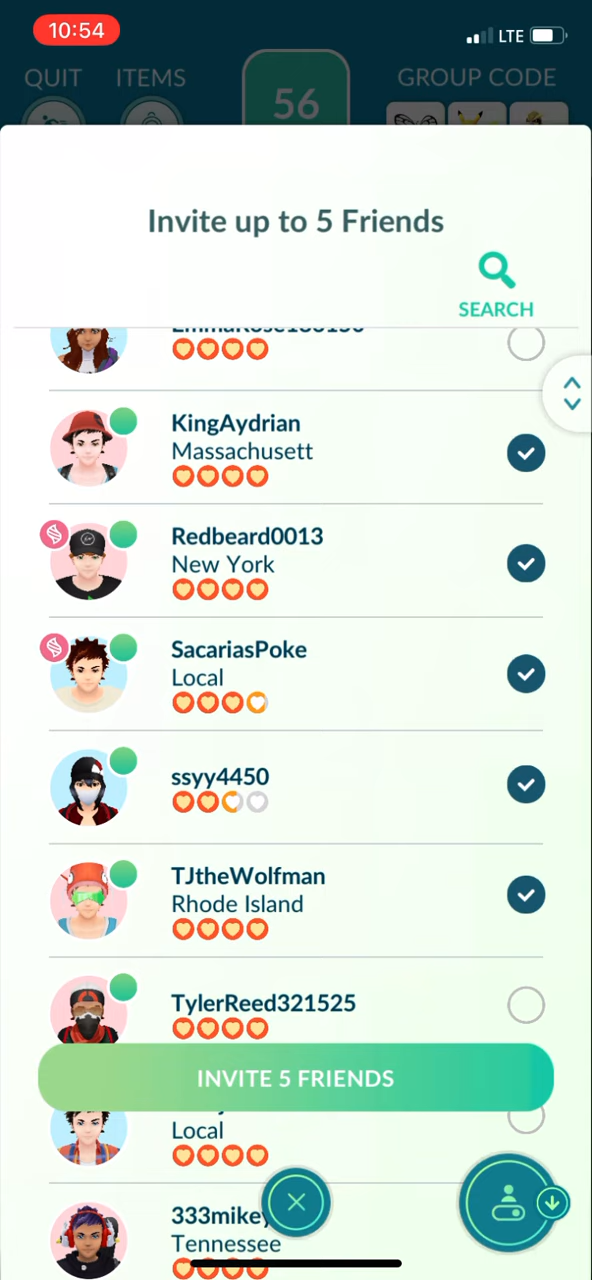 10:54
LTE
QUIT
ITEMS
56
GROUP CODE
Invite up to 5 Friends
SEARCH
KingAydrian
Massachusett
Redbeard0013
New York
SacariasPoke
Local
ssyy4450
TJtheWolfman
Rhode Island
TylerReed321525
INVITE 5 FRIENDS
Local
333mikey
Tennessee